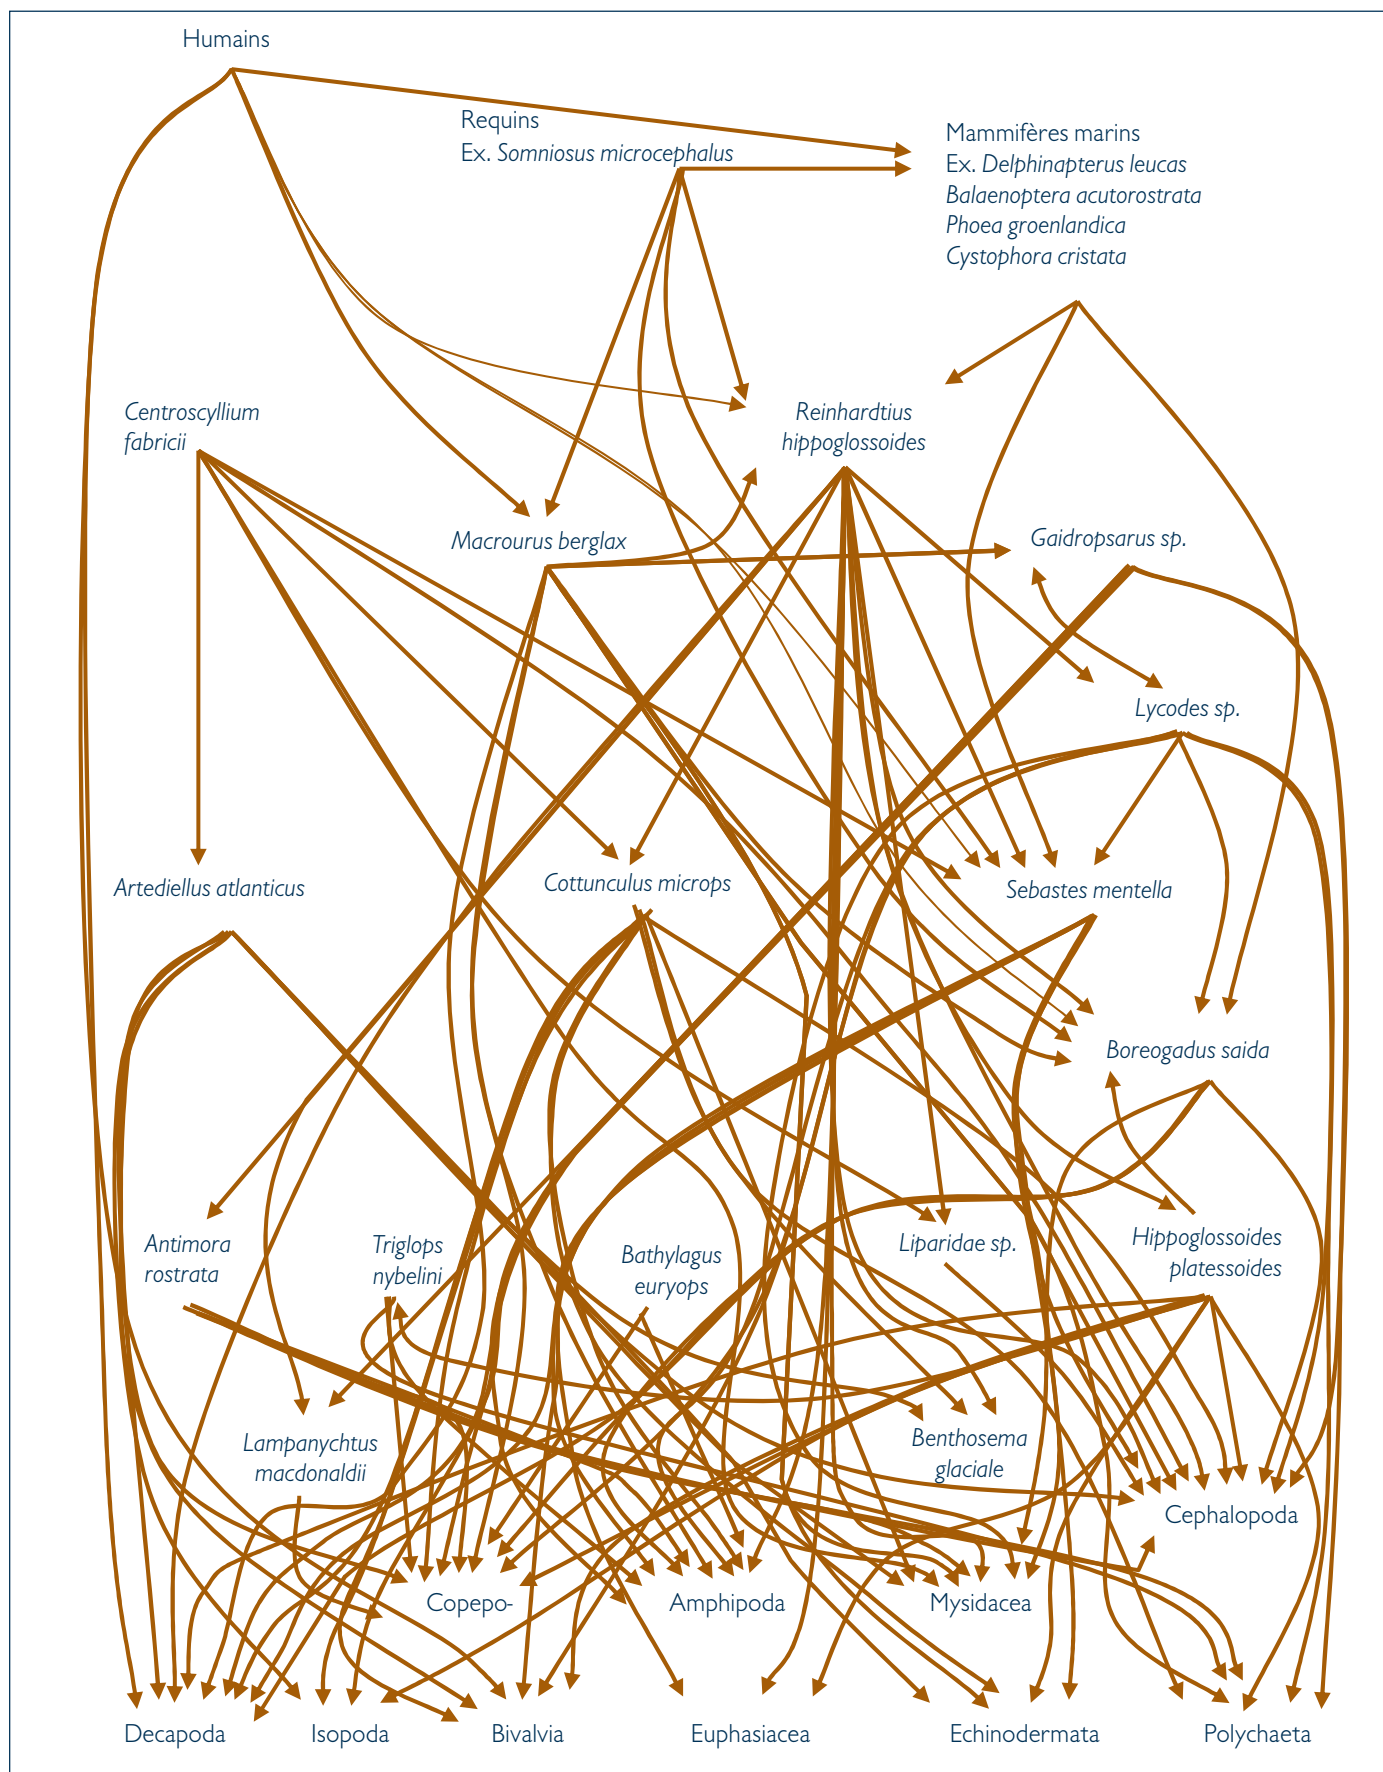 Humains
Requins
Ex. Somniosus microcephalus
Mammifères marins
Ex. Delphinapterus leucas
Balaenoptera acutorostrata
Phoea groenlandica
Cystophora cristata
Centroscyllium
fabricii
Reinhardtius
hippoglossoides
Macrourus berglax
Gaidropsarus sp.
Lycodes sp.
Artediellus atlanticus
Cottunculus microps
Sebastes mentella
Boreogadus saida
Antimora
rostrata
Triglops
nybelini
Bathylagus
euryops
Liparidae sp.
Hippoglossoides
platessoides
Lampanychtus
macdonaldii
Benthosema
glaciale
Cephalopoda
Copepo-
Amphipoda
Mysidacea
Decapoda
Isopoda
Bivalvia
Euphasiacea
Echinodermata
Polychaeta